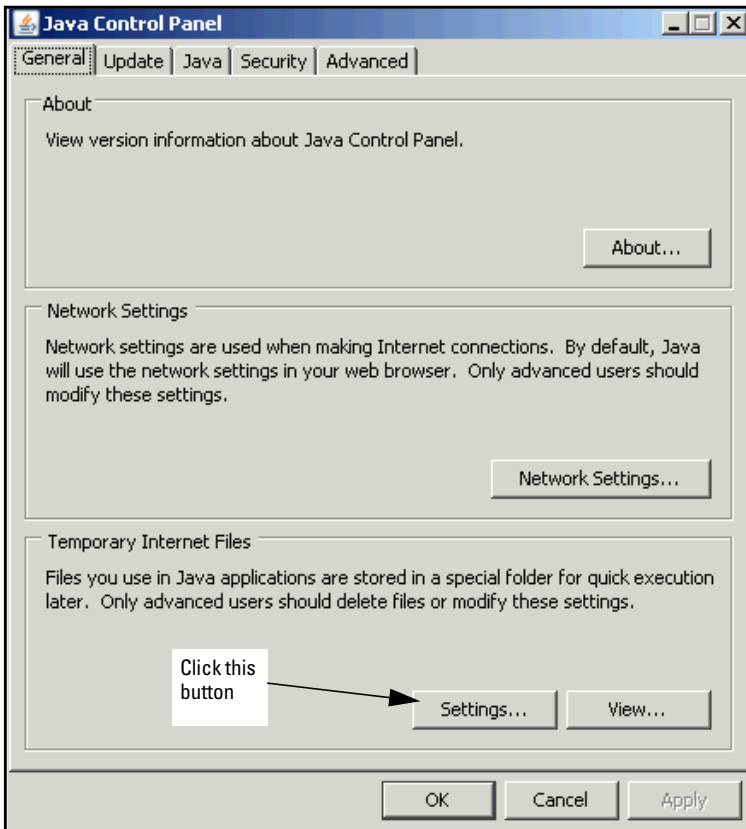 Java Control Panel
General
Update
Java
Security
Advanced
About
View version information about Java Control Panel.
About...
Network Settings
Network settings are used when making Internet connections.  By default, Java
will use the network settings in your web browser.  Only advanced users should
modify these settings.
Network Settings...
Temporary Internet Files
Files you use in Java applications are stored in a special folder for quick execution
later.  Only advanced users should delete files or modify these settings.
Click this
button
Settings...
View...
OK
Cancel
Apply